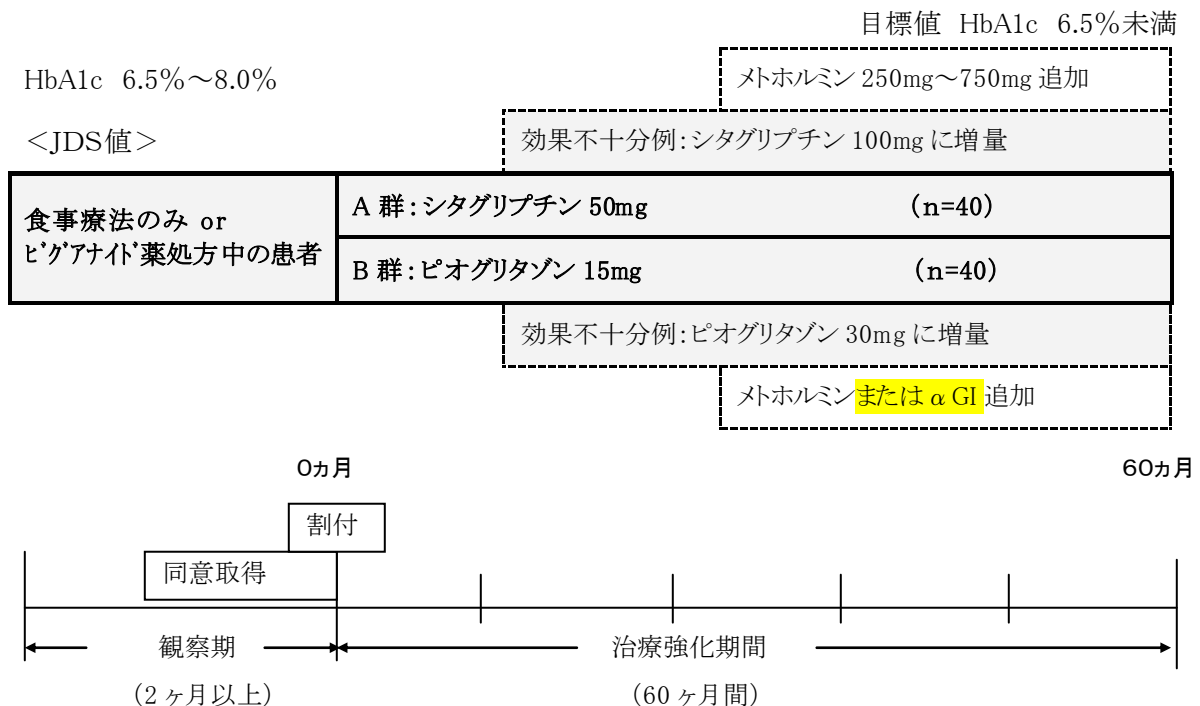 目標値 HbA1c 6.5%未満
HbA1c 6.5%～8.0%
メトホルミン 250mg～750mg 追加
<JDS値>
効果不十分例:シタグリプチン 100mg に増量
食事療法のみ or
ﾋﾞｸﾞｱﾅｲﾄﾞ薬処方中の患者
A 群:シタグリプチン 50mg (n=40)
B 群:ピオグリタゾン 15mg (n=40)
効果不十分例:ピオグリタゾン 30mg に増量
メトホルミンまたは α GI 追加
0ヵ月
60ヵ月
割付
同意取得
観察期
治療強化期間
(2 ヶ月以上)
(60 ヶ月間)